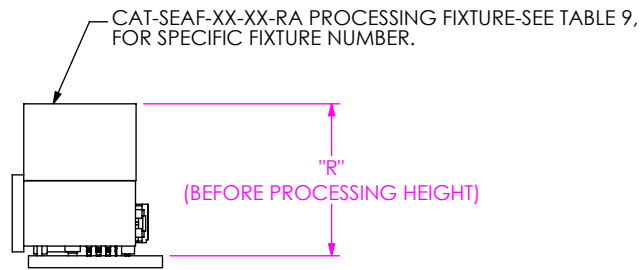 CAT-SEAF-XX-XX-RA PROCESSING FIXTURE-SEE TABLE 9,
FOR SPECIFIC FIXTURE NUMBER.
"R"
(BEFORE PROCESSING HEIGHT)